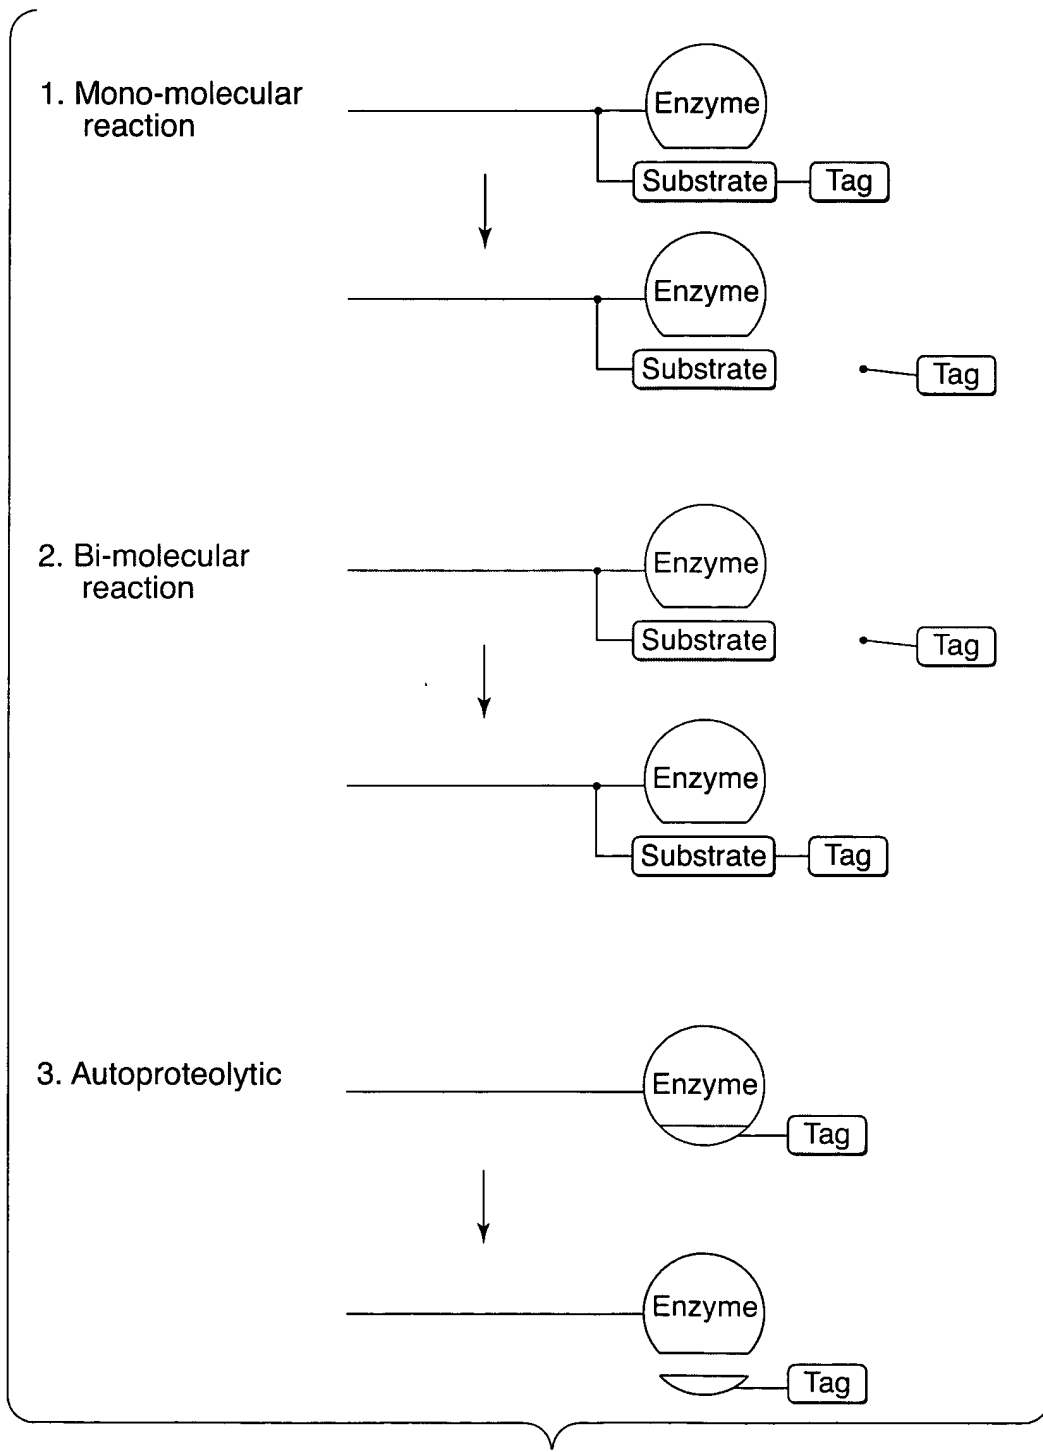 1. Mono-molecular
reaction
Enzyme
Substrate
Tag
Enzyme
Substrate
Tag
2. Bi-molecular
reaction
Enzyme
Substrate
Tag
Enzyme
Substrate
Tag
3. Autoproteolytic
Enzyme
Tag
Enzyme
Tag